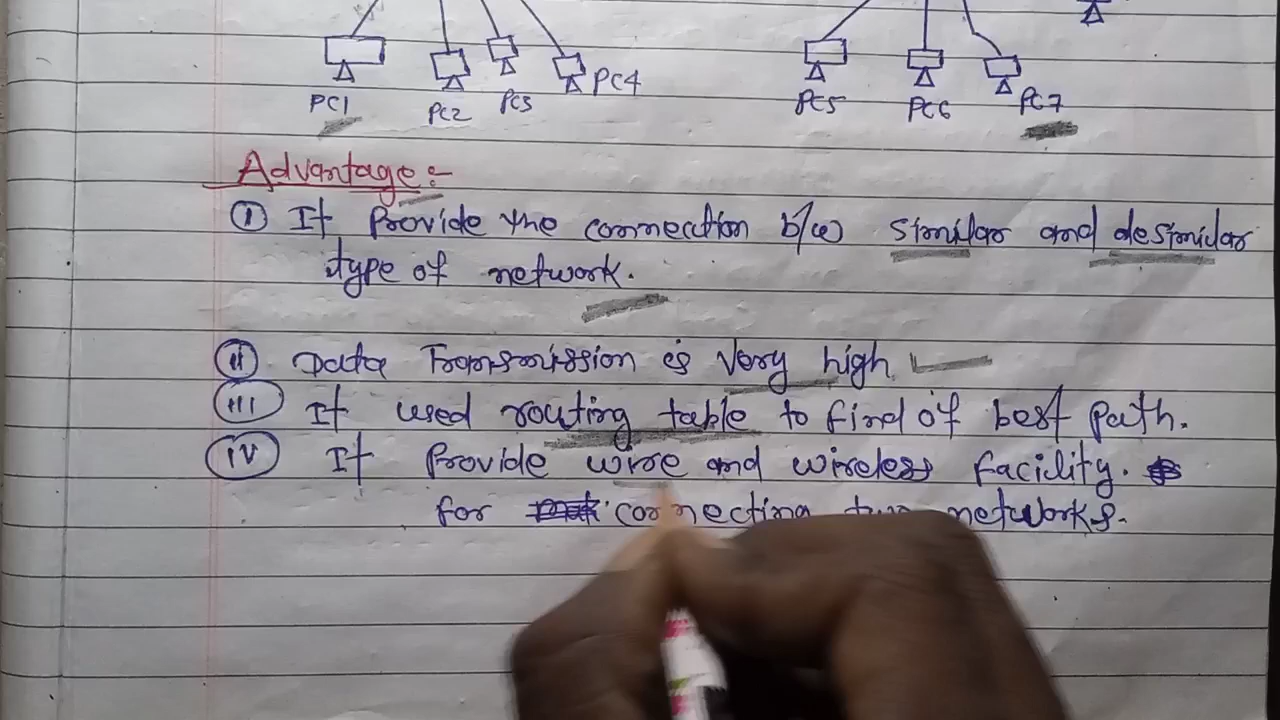 PC1 PC2 PC3 PC4 PC5 PC6 PC7
Advantage:-
(I) It Provide the connection b/w similar and desimilar
type of network.
(II) Data Transmission is Very high
(III) It used routing table to find of best path.
(IV) It Provide wire and wireless facility.
for connecting two networks.